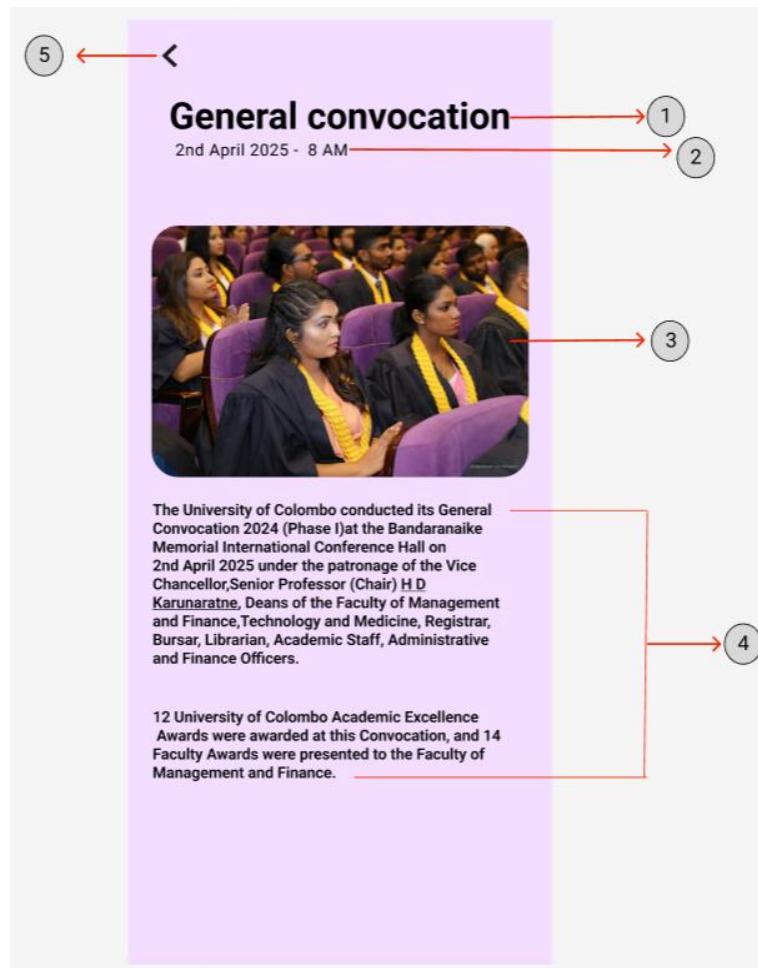 5
General convocation
1
2nd April 2025 -  8 AM
2
3
The University of Colombo conducted its General
Convocation 2024 (Phase I)at the Bandaranaike
Memorial International Conference Hall on
2nd April 2025 under the patronage of the Vice
Chancellor,Senior Professor (Chair) H D
Karunaratne, Deans of the Faculty of Management
and Finance,Technology and Medicine, Registrar,
Bursar, Librarian, Academic Staff, Administrative
and Finance Officers.
4
12 University of Colombo Academic Excellence
Awards were awarded at this Convocation, and 14
Faculty Awards were presented to the Faculty of
Management and Finance.